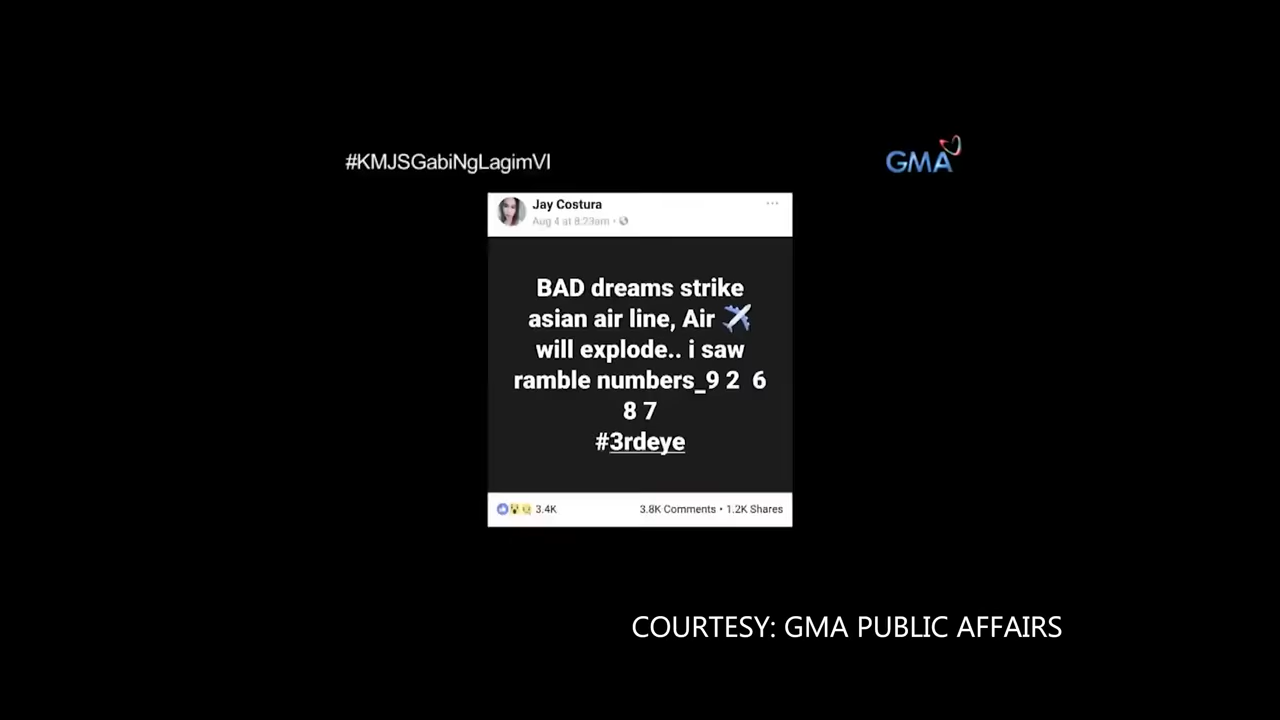 #KMJSGabiNgLagimVI
GMA
Jay Costura
Aug 4 at 8:23am
BAD dreams strike
asian air line, Air ✈️
will explode.. i saw
ramble numbers_9 2 6
8 7
#3rdeye
3.4K
3.8K Comments • 1.2K Shares
COURTESY: GMA PUBLIC AFFAIRS